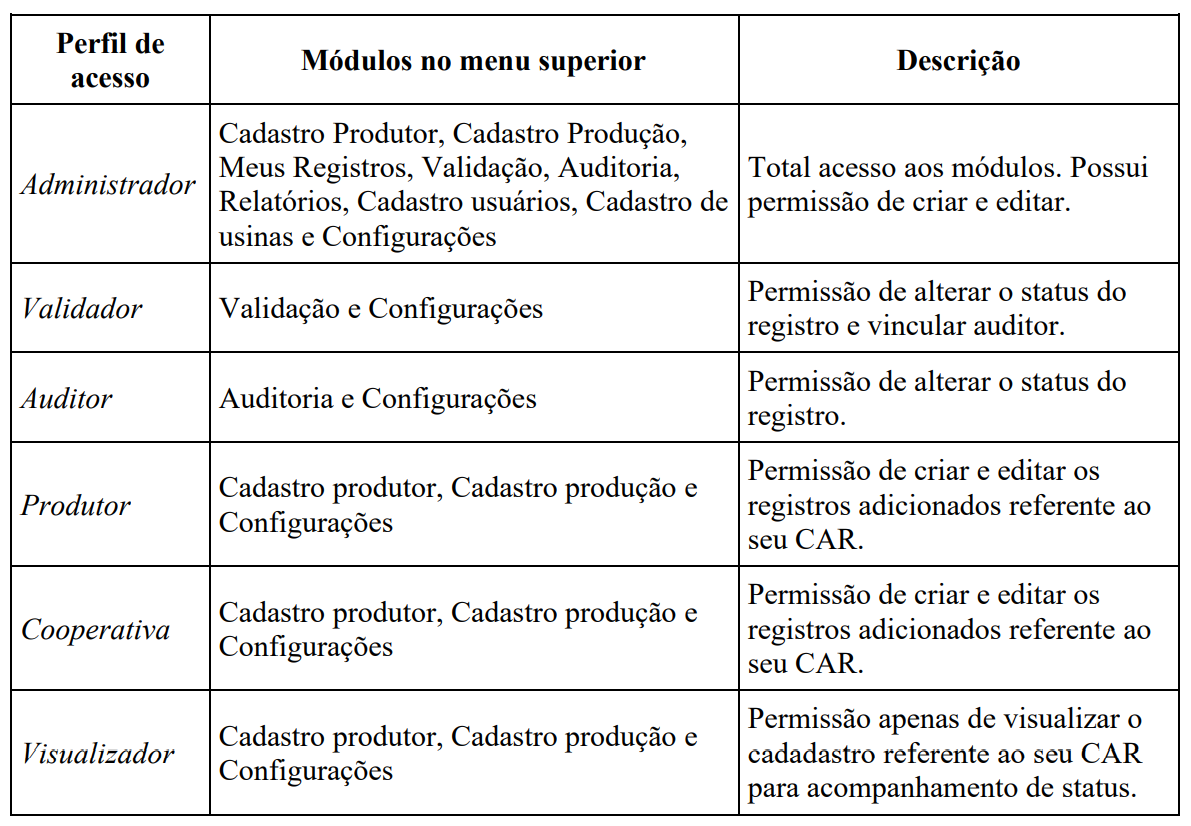 Perfil de
acesso
Módulos no menu superior
Descrição
Administrador
Cadastro Produtor, Cadastro Produção,
Meus Registros, Validação, Auditoria,
Relatórios, Cadastro usuários, Cadastro de
usinas e Configurações
Total acesso aos módulos. Possui
permissão de criar e editar.
Validador
Validação e Configurações
Permissão de alterar o status do
registro e vincular auditor.
Auditor
Auditoria e Configurações
Permissão de alterar o status do
registro.
Produtor
Cadastro produtor, Cadastro produção e
Configurações
Permissão de criar e editar os
registros adicionados referente ao
seu CAR.
Cooperativa
Cadastro produtor, Cadastro produção e
Configurações
Permissão de criar e editar os
registros adicionados referente ao
seu CAR.
Visualizador
Cadastro produtor, Cadastro produção e
Configurações
Permissão apenas de visualizar o
cadadastro referente ao seu CAR
para acompanhamento de status.